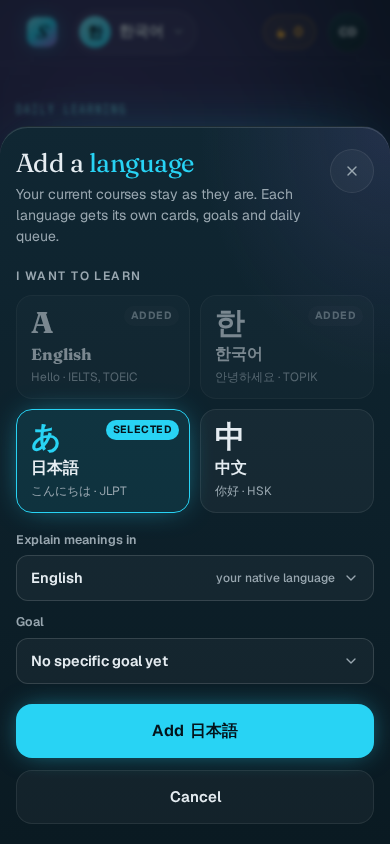 한국어
0
CD
DAILY LEARNING
Add a language
Your current courses stay as they are. Each
language gets its own cards, goals and daily
queue.
I WANT TO LEARN
A
ADDED
English
Hello · IELTS, TOEIC
한
ADDED
한국어
안녕하세요 · TOPIK
あ
SELECTED
日本語
こんにちは · JLPT
中
中文
你好 · HSK
Explain meanings in
English
your native language
Goal
No specific goal yet
Add 日本語
Cancel